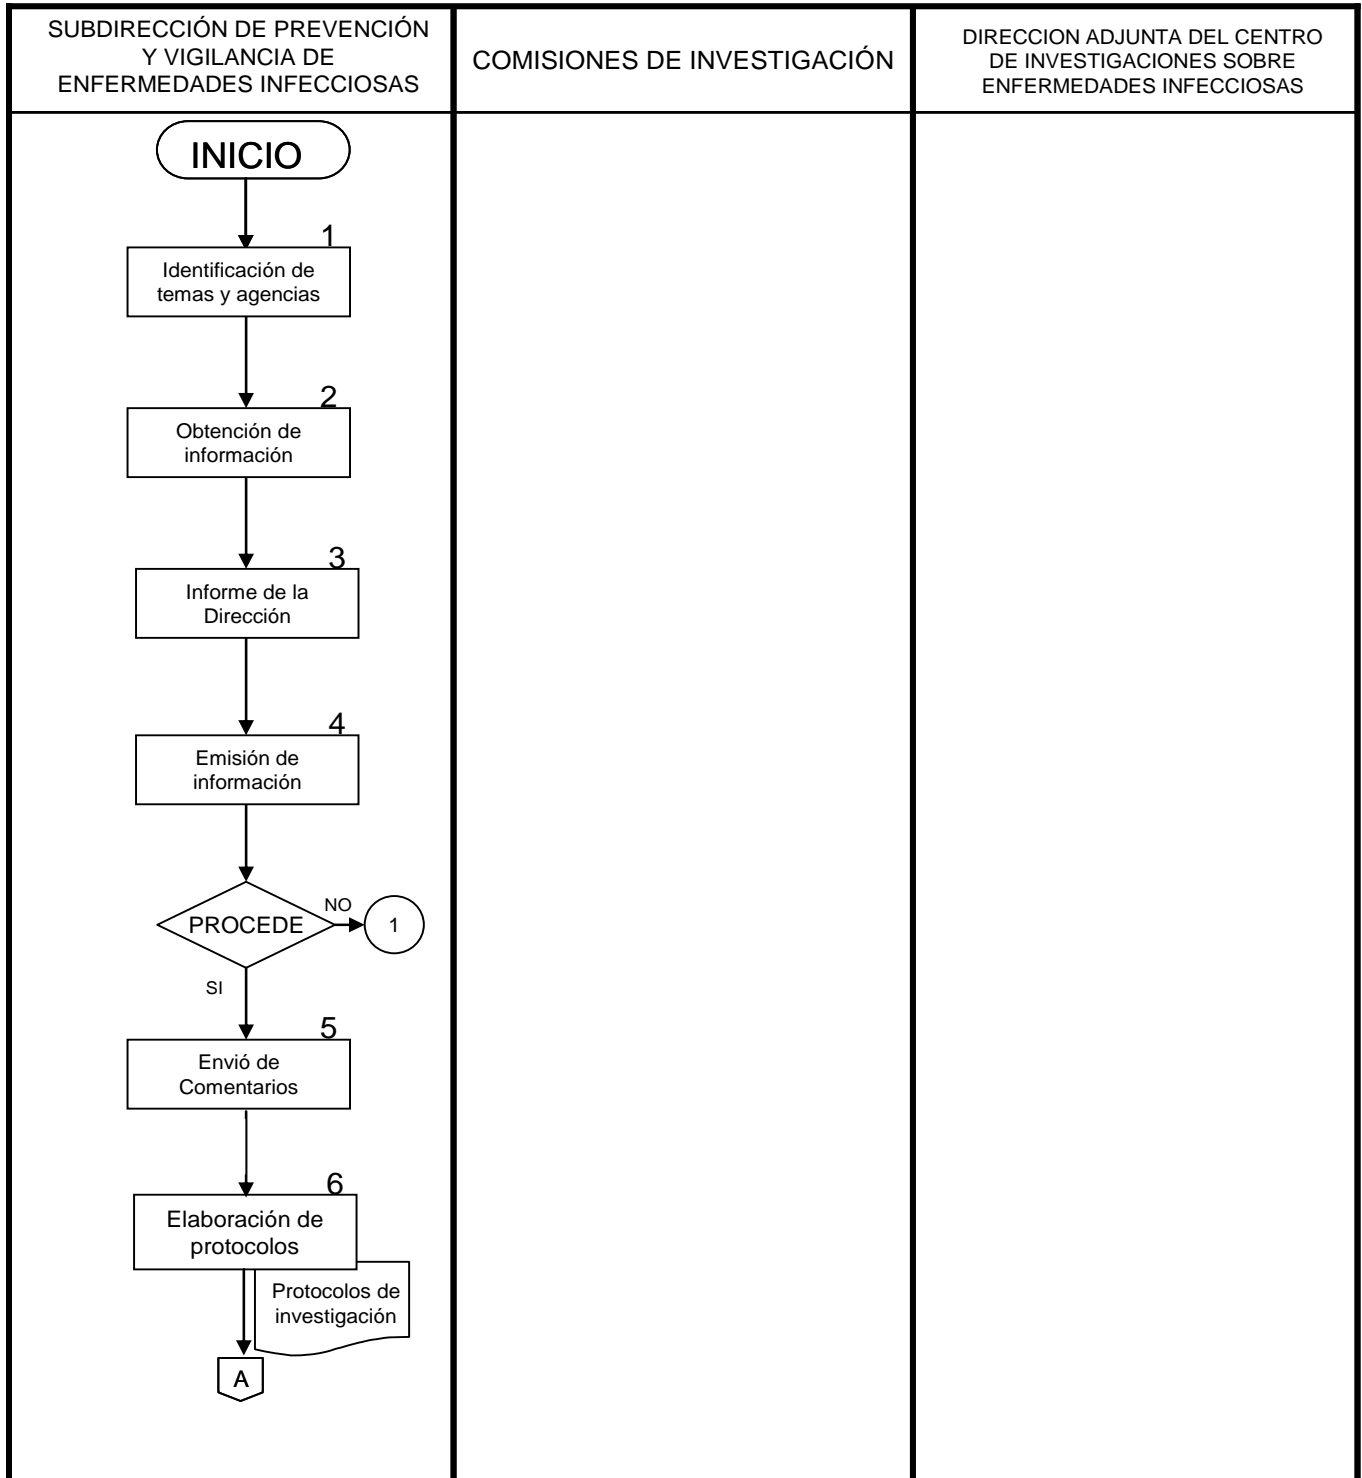 SUBDIRECCIÓN DE PREVENCIÓN
Y VIGILANCIA DE
ENFERMEDADES INFECCIOSAS
COMISIONES DE INVESTIGACIÓN
DIRECCION ADJUNTA DEL CENTRO
DE INVESTIGACIONES SOBRE
ENFERMEDADES INFECCIOSAS
INICIO
1
Identificación de
temas y agencias
2
Obtención de
información
3
Informe de la
Dirección
4
Emisión de
información
PROCEDE
NO
1
SI
5
Envió de
Comentarios
6
Elaboración de
protocolos
Protocolos de
investigación
A